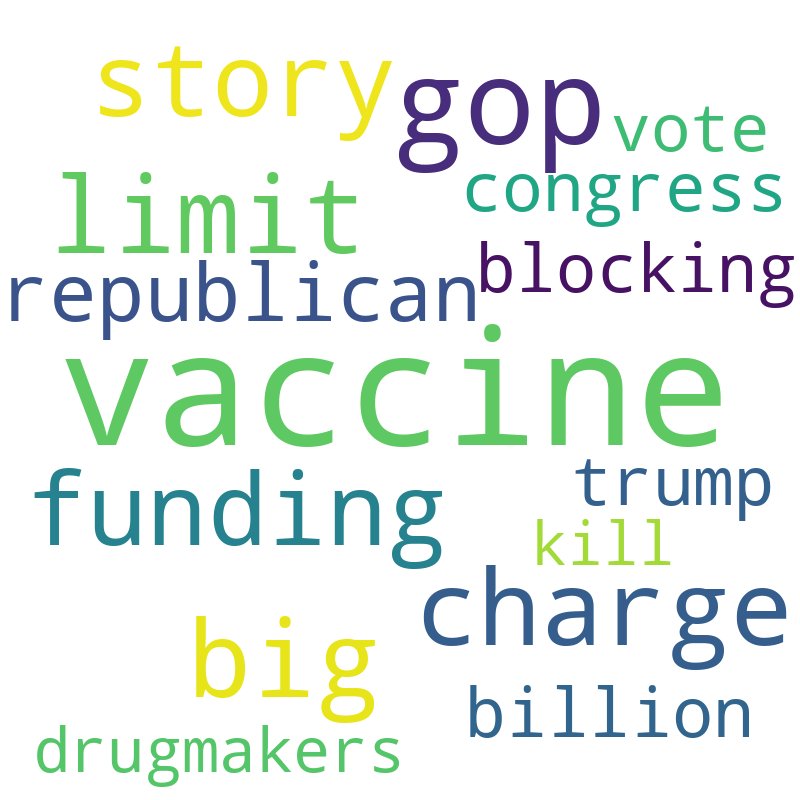 story
gop
vote
congress
limit
blocking
republican
vaccine
funding
trump
kill
charge
big
billion
drugmakers